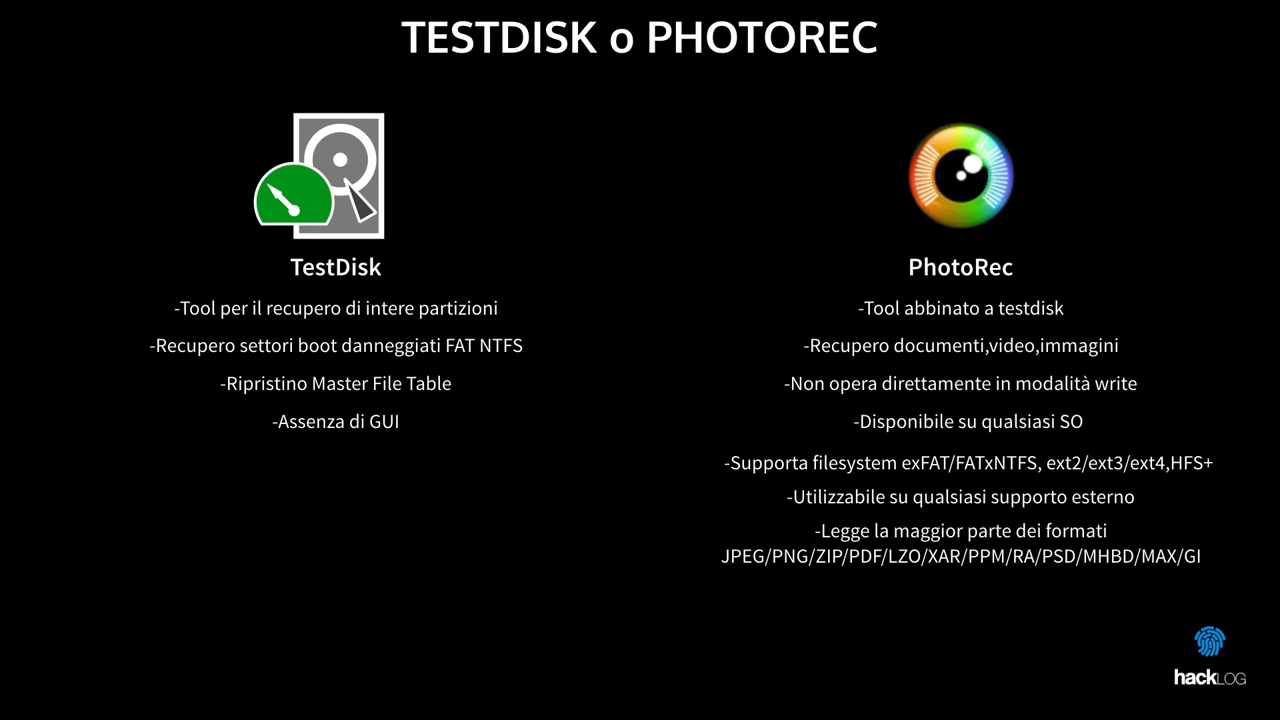 TESTDISK o PHOTOREC
TestDisk
-Tool per il recupero di intere partizioni
-Recupero settori boot danneggiati FAT NTFS
-Ripristino Master File Table
-Assenza di GUI
PhotoRec
-Tool abbinato a testdisk
-Recupero documenti,video,immagini
-Non opera direttamente in modalità write
-Disponibile su qualsiasi SO
-Supporta filesystem exFAT/FATxNTFS, ext2/ext3/ext4,HFS+
-Utilizzabile su qualsiasi supporto esterno
-Legge la maggior parte dei formati
JPEG/PNG/ZIP/PDF/LZO/XAR/PPM/RA/PSD/MHBD/MAX/GI
hackLOG